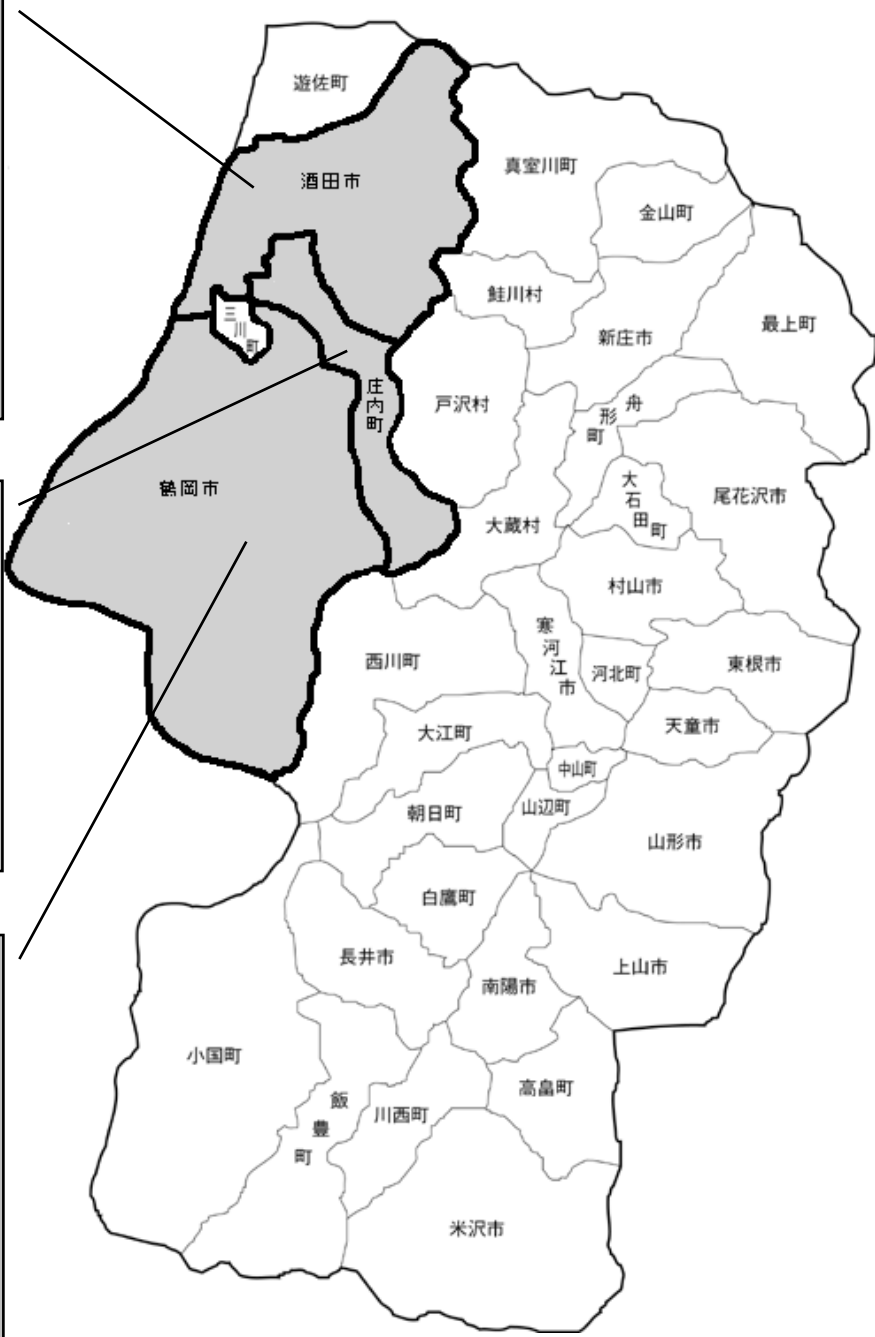 遊佐町
酒田市
真室川町
金山町
鮭川村
新庄市
最上町
三川町
庄内町
戸沢村
舟形町
鶴岡市
大蔵村
大石田町
尾花沢市
村山市
寒河江市
河北町
東根市
西川町
天童市
大江町
中山町
朝日町
山辺町
山形市
白鷹町
長井市
南陽市
上山市
小国町
飯豊町
川西町
高畠町
米沢市